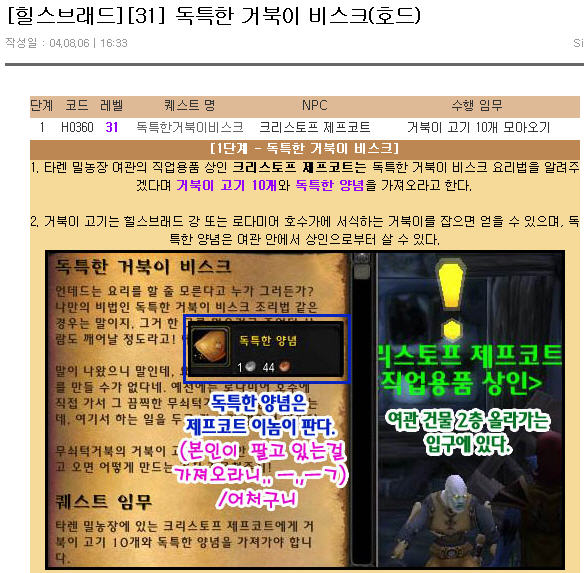 [힐스브래드][31] 독특한 거북이 비스크(호드)
작성일 : 04.08.06 | 16:33
Si
단계 코드 레벨 퀘스트 명 NPC 수행 임무
1 H0360 31 독특한거북이비스크 크리스토프 제프코트 거북이 고기 10개 모아오기
[1단계 - 독특한 거북이 비스크]
1. 타렌 밀농장 여관의 직업용품 상인 크리스토프 제프코트는 독특한 거북이 비스크 요리법을 알려주
겠다며 거북이 고기 10개와 독특한 양념을 가져오라고 한다.
2. 거북이 고기는 힐스브래드 강 또는 로다미어 호수가에 서식하는 거북이를 잡으면 얻을 수 있으며, 독
특한 양념은 여관 안에서 상인으로부터 살 수 있다.
독특한 거북이 비스크
언데드는 요리를 할 줄 모른다고 누가 그러든가?
나만의 비법인 독특한 거북이 비스크 조리법 같은
경우는 말이지, 그거 한
람도 깨어날 정도라고!
말이 나왔으니 말인데,
를 만들 수가 없다네. 예전에는 로다미어 호수에
직접 가서 그 끔찍한 무쇠턱
데, 여기서 하는 일을 두고
무쇠턱거북의 거북이 고
고 오면 어떻게 만드는
퀘스트 임무
타렌 밀농장에 있는 크리스토프 제프코트에게 거
북이 고기 10개와 독특한 양념을 가져가야 합니
다.
독특한 양념
1 44
독특한 양념은
제프코트 이놈이 판다.
(본인이 팔고 있는걸
가져오라니,, ㅡ,,ㅡㄱ)
/어처구니
리스토프 제프코트
직업용품 상인>
여관 건물 2층 올라가는
입구에 있다.